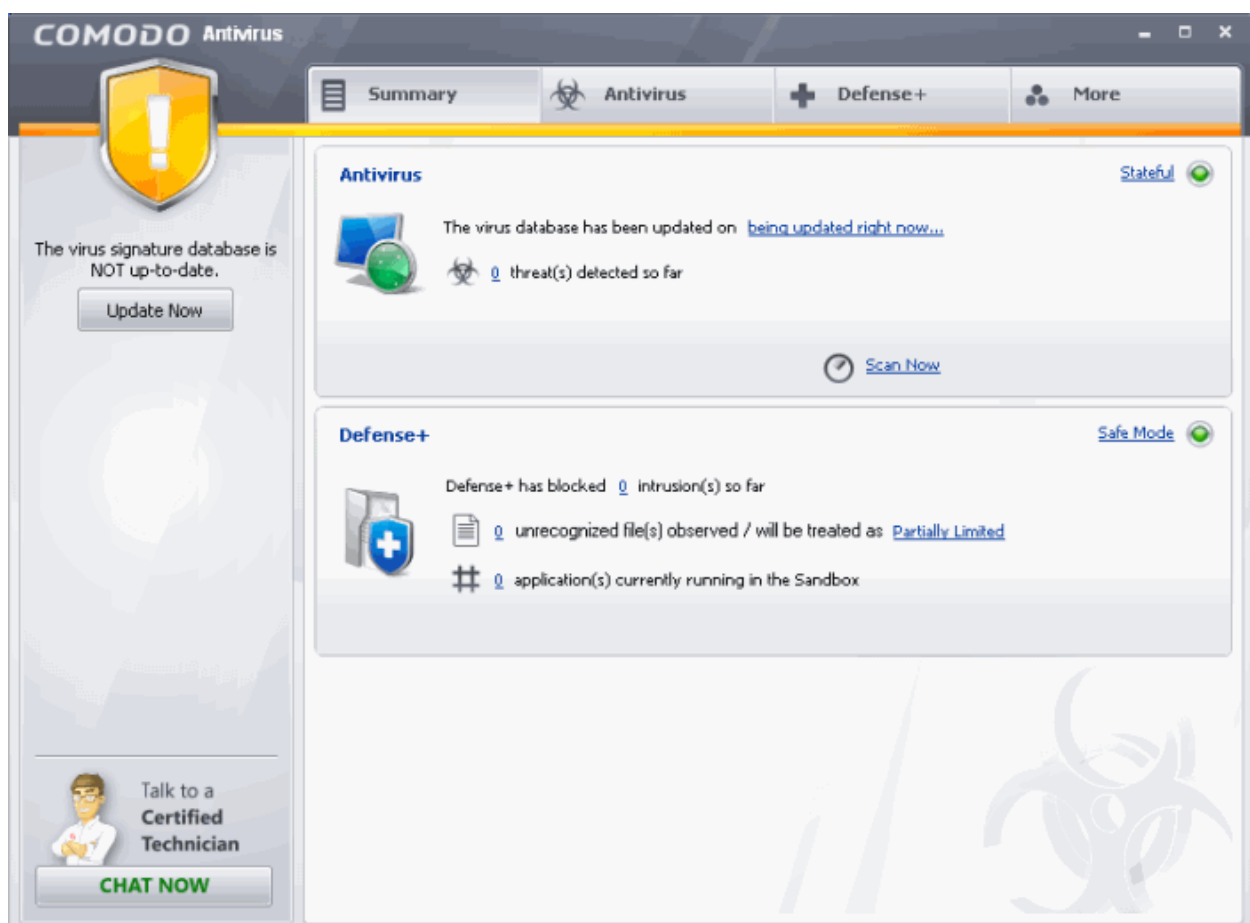 COMODO Antivirus
Summary
Antivirus
Defense+
More
The virus signature database is
NOT up-to-date.
Update Now
Antivirus
Stateful
The virus database has been updated on being updated right now...
0 threat(s) detected so far
Scan Now
Defense+
Safe Mode
Defense+ has blocked 0 intrusion(s) so far
0 unrecognized file(s) observed / will be treated as Partially Limited
0 application(s) currently running in the Sandbox
Talk to a
Certified
Technician
CHAT NOW